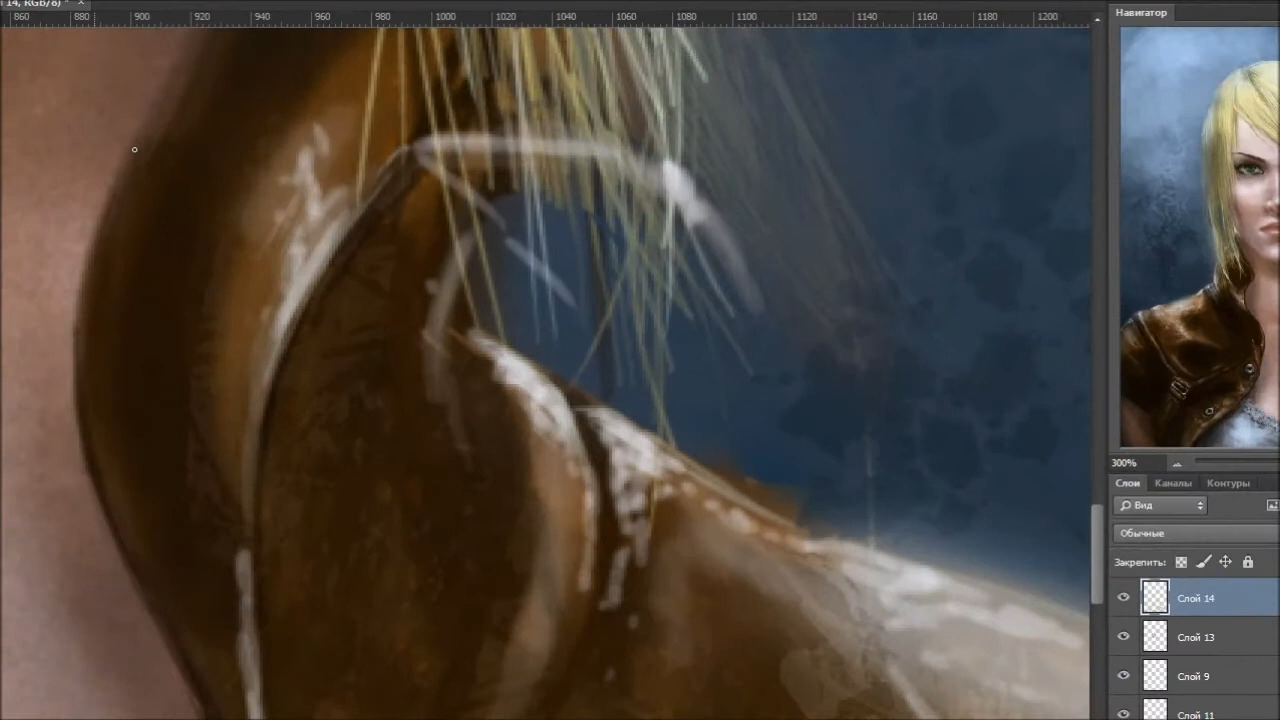 14, RGB/8) * ×
860 880 900 920 940 960 980 1000 1020 1040 1060 1080 1100 1120 1140 1160 1180 1200
Навигатор
300%
Слои Каналы Контуры
Вид
Обычные
Закрепить:
Слой 14
Слой 13
Слой 9
Слой 11